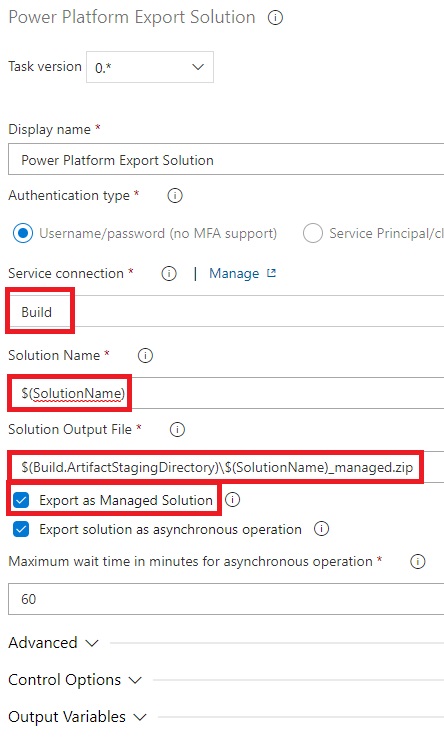 Power Platform Export Solution
Task version 0.*
Display name *
Power Platform Export Solution
Authentication type *
Username/password (no MFA support) Service Principal/cl
Service connection * | Manage
Build
Solution Name *
$(SolutionName)
Solution Output File *
$(Build.ArtifactStagingDirectory)\$(SolutionName)_managed.zip
Export as Managed Solution
Export solution as asynchronous operation
Maximum wait time in minutes for asynchronous operation *
60
Advanced
Control Options
Output Variables